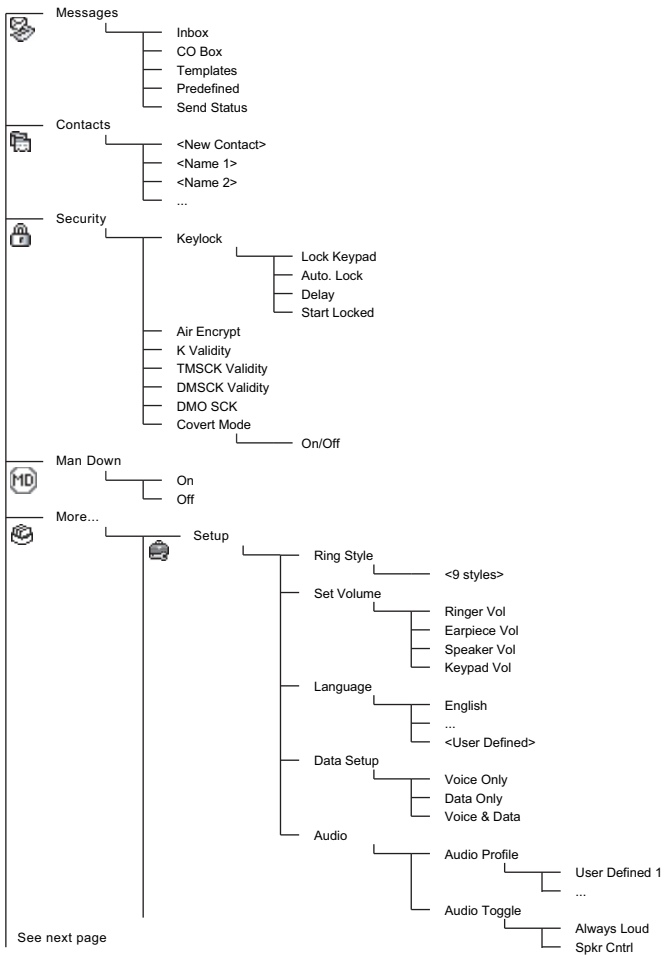 Messages
Inbox
CO Box
Templates
Predefined
Send Status
Contacts
<New Contact>
<Name 1>
<Name 2>
...
Security
Keylock
Lock Keypad
Auto. Lock
Delay
Start Locked
Air Encrypt
K Validity
TMSCK Validity
DMSCK Validity
DMO SCK
Covert Mode
On/Off
Man Down
MD
On
Off
More...
Setup
Ring Style
<9 styles>
Set Volume
Ringer Vol
Earpiece Vol
Speaker Vol
Keypad Vol
Language
English
...
<User Defined>
Data Setup
Voice Only
Data Only
Voice & Data
Audio
Audio Profile
User Defined 1
...
Audio Toggle
Always Loud
Spkr Cntrl
See next page